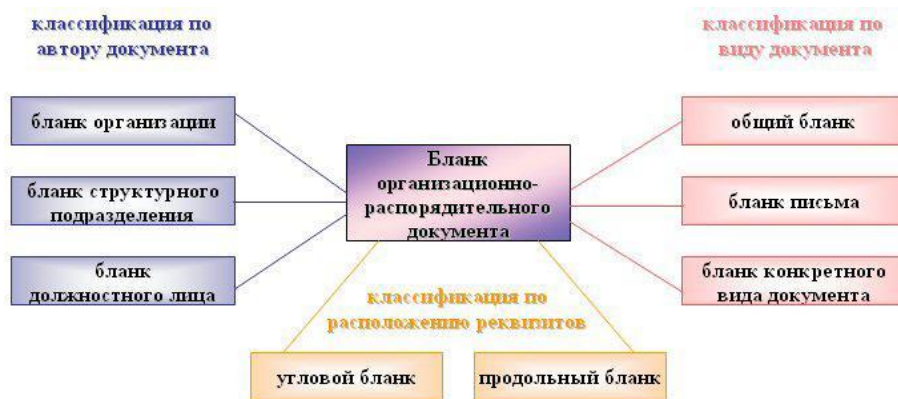 классификация по
автору документа
классификация по
виду документа
бланк организации
общий бланк
Бланк
организационно-
распорядительного
документа
бланк структурного
подразделения
бланк письма
бланк
должностного лица
бланк конкретного
вида документа
классификация по
расположению реквизитов
угловой бланк
продольный бланк